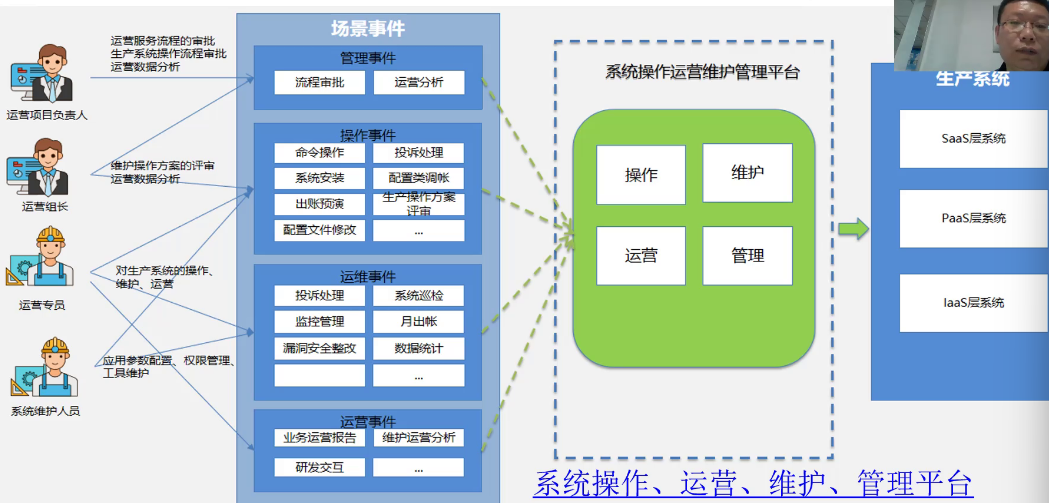 运营服务流程的审批
生产系统操作流程审批
运营数据分析
运营项目负责人
维护操作方案的评审
运营数据分析
运营组长
对生产系统的操作、
维护、运营
运营专员
应用参数配置、权限管理、
工具维护
系统维护人员
场景事件
管理事件
流程审批
运营分析
操作事件
命令操作
投诉处理
系统安装
配置类调帐
出账预演
生产操作方案
评审
配置文件修改
...
运维事件
投诉处理
系统巡检
监控管理
月出帐
漏洞安全整改
数据统计
...
运营事件
业务运营报告
维护运营分析
研发交互
...
系统操作运营维护管理平台
操作
维护
运营
管理
生产系统
SaaS层系统
PaaS层系统
IaaS层系统
系统操作、运营、维护、管理平台